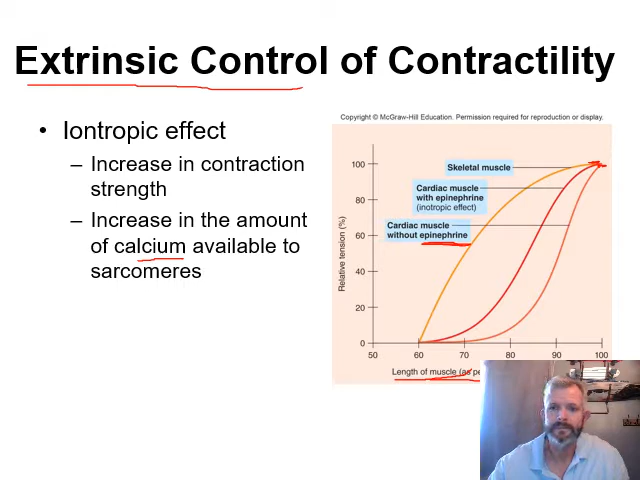 Extrinsic Control of Contractility
• Iontropic effect
– Increase in contraction
strength
– Increase in the amount
of calcium available to
sarcomeres
Copyright © McGraw-Hill Education. Permission required for reproduction or display.
Relative tension (%)
100
80
60
40
20
0
Skeletal muscle
Cardiac muscle
with epinephrine
(inotropic effect)
Cardiac muscle
without epinephrine
50 60 70 80 90 100
Length of muscle (as